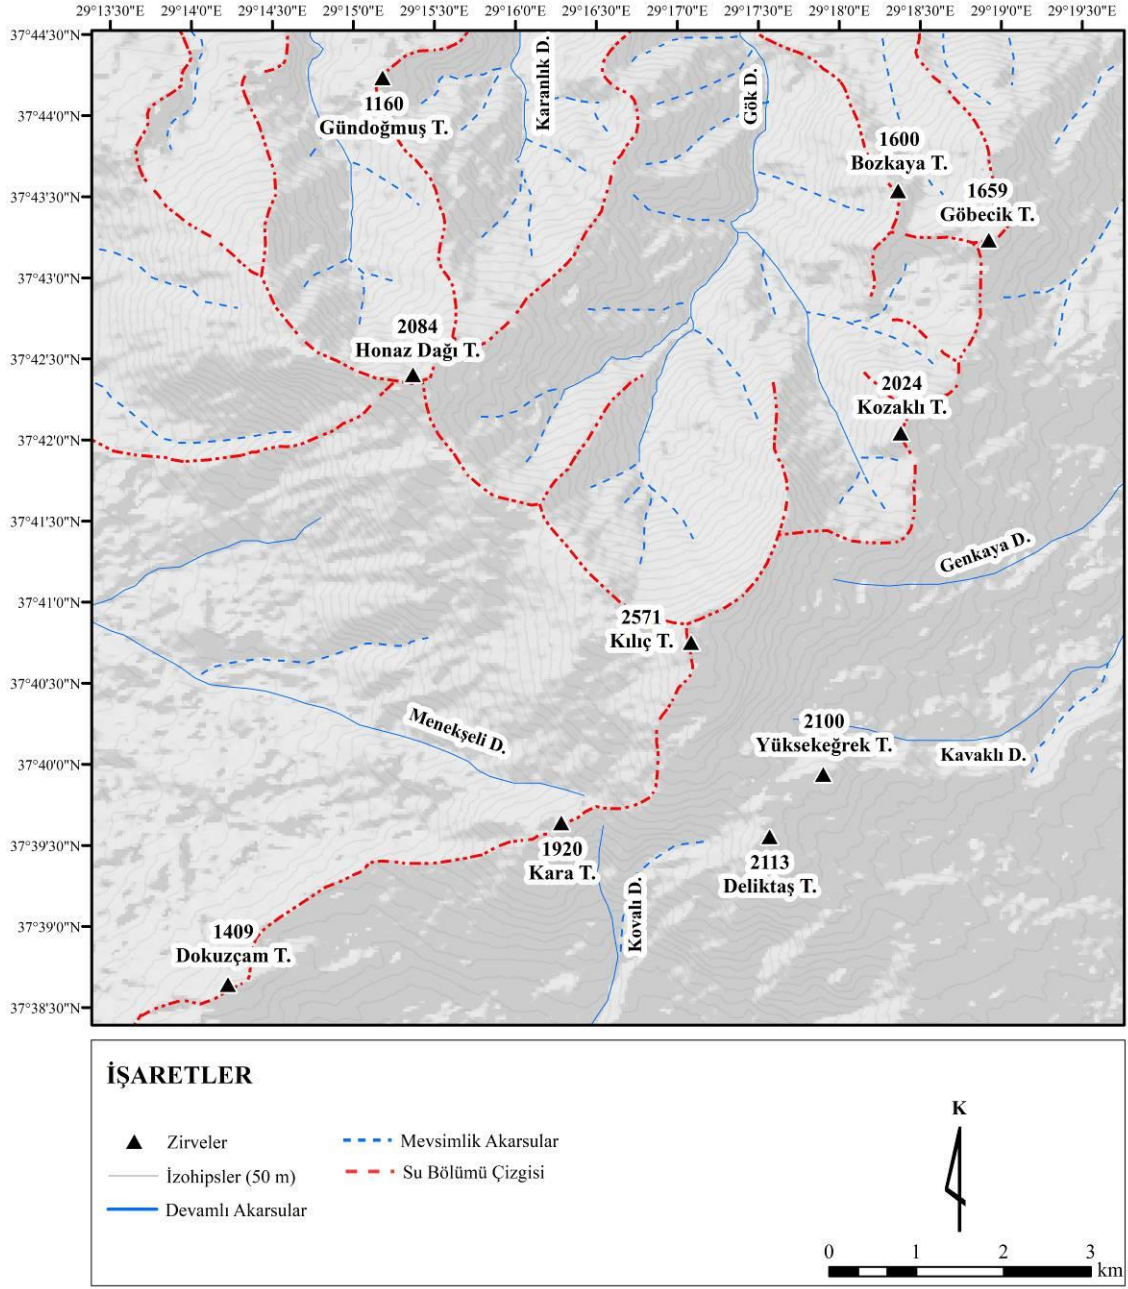 29°13'30"E 29°14'0"E 29°14'30"E 29°15'0"E 29°15'30"E 29°16'0"E 29°16'30"E 29°17'0"E 29°17'30"E 29°18'0"E 29°18'30"E 29°19'0"E 29°19'30"E
37°44'30"N
37°44'0"N
37°43'30"N
37°43'0"N
37°42'30"N
37°42'0"N
37°41'30"N
37°41'0"N
37°40'30"N
37°40'0"N
37°39'30"N
37°39'0"N
37°38'30"N
Karanlık D.
Gök D.
1160
Gündoğmuş T.
1600
Bozkaya T.
1659
Göbecik T.
2084
Honaz Dağı T.
2024
Kozaklı T.
Genkaya D.
2571
Kılıç T.
Menekşeli D.
2100
Yüksekeğrek T.
Kavaklı D.
1920
Kara T.
2113
Deliktaş T.
Kovalı D.
1409
Dokuzçam T.
İŞARETLER
Zirveler
İzohipsler (50 m)
Devamlı Akarsular
Mevsimlik Akarsular
Su Bölümü Çizgisi
K
0 1 2 3
km